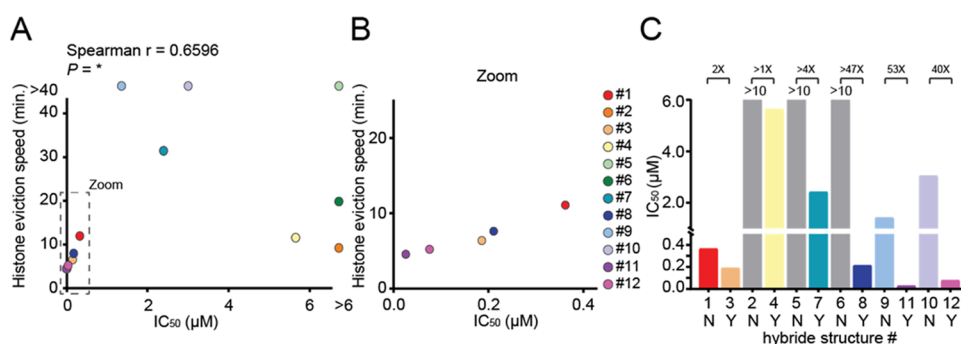 A
Spearman r = 0.6596
P = *
Histone eviction speed (min.)
>40
40
30
20
10
0
Zoom
0
2
4
6
>6
IC50 (µM)
B
Zoom
Histone eviction speed (min.)
20
10
0
0.0
0.2
0.4
IC50 (µM)
#1
#2
#3
#4
#5
#6
#7
#8
#9
#10
#11
#12
C
2X >1X >4X >47X 53X 40X
>10 >10 >10
IC50 (µM)
6.0
4.0
2.0
0.4
0.2
0.0
1 3 2 4 5 7 6 8 9 11 10 12
N Y N Y N Y N Y N Y N Y
hybride structure #